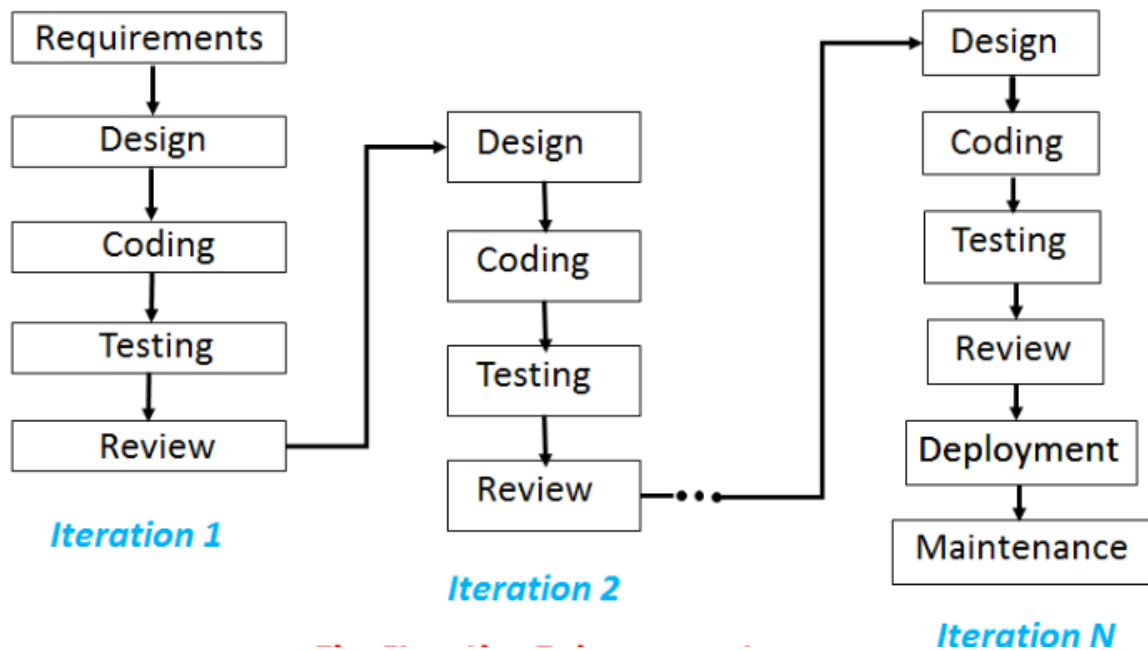 Requirements
Design
Coding
Testing
Review
Iteration 1
Design
Coding
Testing
Review
Iteration 2
Design
Coding
Testing
Review
Deployment
Maintenance
Iteration N